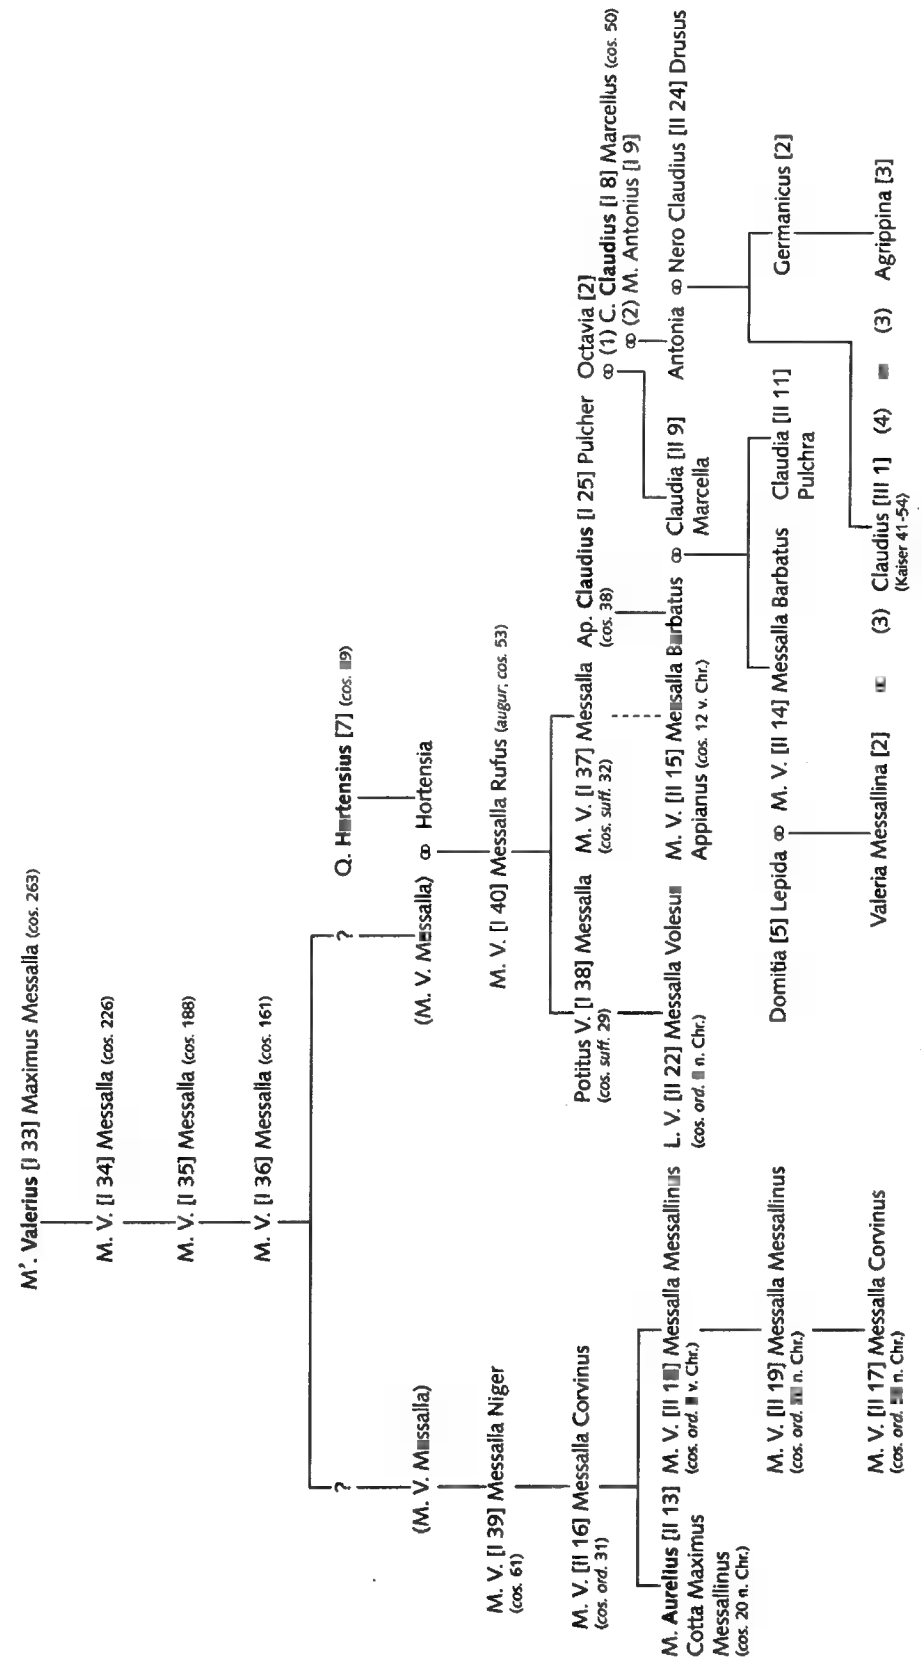 M'. Valerius [I 33] Maximus Messalla (cos. 263)
M. V. [I 34] Messalla (cos. 226)
M. V. [I 35] Messalla (cos. 188)
M. V. [I 36] Messalla (cos. 161)
? ?
Q. Hortensius [7] (cos.
(M. V. Messalla)
(M. V. Messalla) ⚭ Hortensia
M. V. [I 39] Messalla Niger
(cos. 61)
M. V. [I 40] Messalla Rufus (augur, cos. 53)
M. V. [II 16] Messalla Corvinus
(cos. ord. 31)
Potitus V. [I 38] Messalla
(cos. suff. 29)
M. V. [I 37] Messalla
(cos. suff. 32)
Ap. Claudius [I 25] Pulcher
(cos. 38)
Octavia [2]
⚭ (1) C. Claudius [I 8] Marcellus (cos. 50)
⚭ (2) M. Antonius [I 9]
M. Aurelius [II 13]
Cotta Maximus
Messallinus
(cos. 20 n. Chr.)
M. V. [II Messalla Messallinus
(cos. ord. v. Chr.)
L. V. [II 22] Messalla Volesus
(cos. ord. n. Chr.)
M. V. [II 15] Messalla Barbatus
Appianus (cos. 12 v. Chr.)
⚭ Claudia [II 9]
Marcella
Antonia ⚭ Nero Claudius [II 24] Drusus
M. V. [II 19] Messalla Messallinus
(cos. ord. n. Chr.)
Domitia [5] Lepida ⚭ M. V. [II 14] Messalla Barbatus
Claudia [II 11]
Pulchra
Germanicus [2]
M. V. [II 17] Messalla Corvinus
(cos. ord. n. Chr.)
Valeria Messallina [2] (3) Claudius [III 1] (4) (3) Agrippina [3]
(Kaiser 41-54)